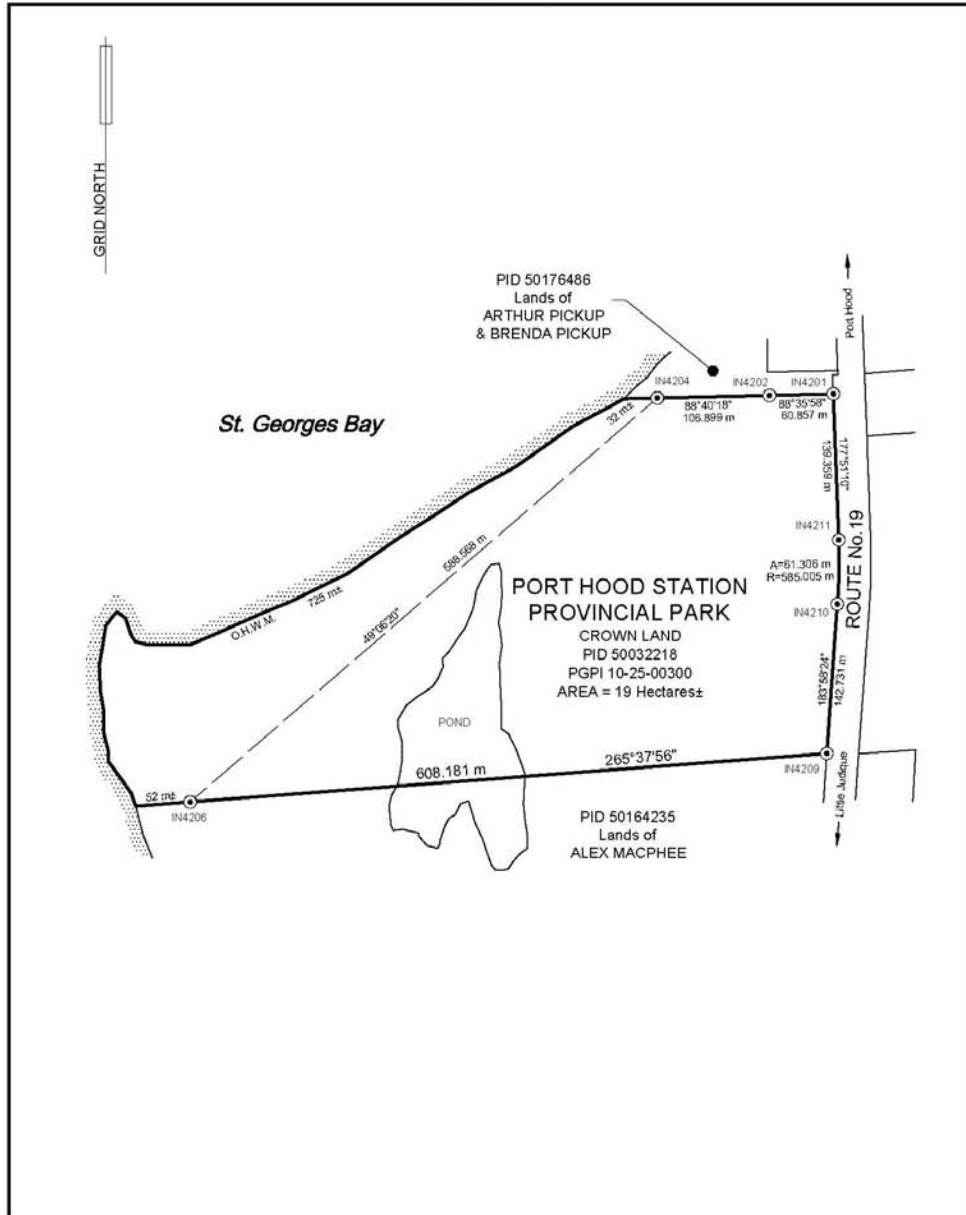 GRID NORTH
PID 50176486
Lands of
ARTHUR PICKUP
& BRENDA PICKUP
Port Hood
St. Georges Bay
IN4204
IN4202
IN4201
32 m±
88°40'18"
106.899 m
88°35'58"
60.857 m
177°51'10"
139.359 m
IN4211
588.568 m
A=61.306 m
R=585.005 m
ROUTE No.19
PORT HOOD STATION
PROVINCIAL PARK
CROWN LAND
PID 50032218
PGPI 10-25-00300
AREA = 19 Hectares±
IN4210
725 m±
O.H.W.M.
48°06'20"
183°58'24"
142.731 m
POND
265°37'56"
608.181 m
IN4209
52 m±
IN4206
Little Judique
PID 50164235
Lands of
ALEX MACPHEE